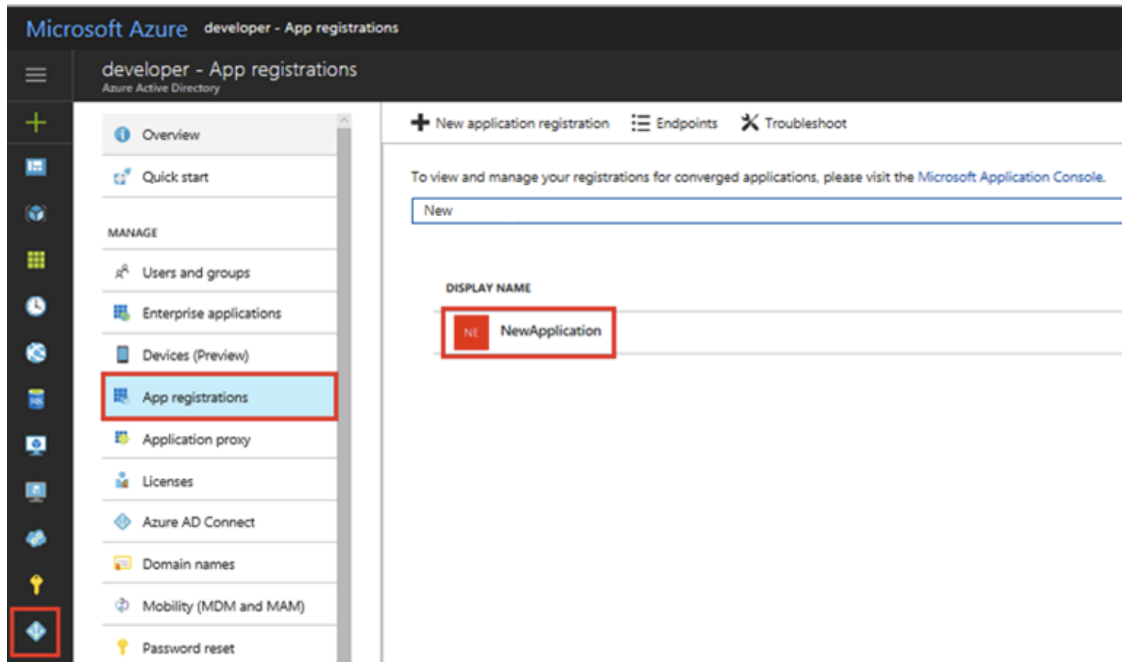 Microsoft Azure developer - App registrations
developer - App registrations
Azure Active Directory
Overview
Quick start
MANAGE
Users and groups
Enterprise applications
Devices (Preview)
App registrations
Application proxy
Licenses
Azure AD Connect
Domain names
Mobility (MDM and MAM)
Password reset
New application registration Endpoints Troubleshoot
To view and manage your registrations for converged applications, please visit the Microsoft Application Console.
New
DISPLAY NAME
NE NewApplication